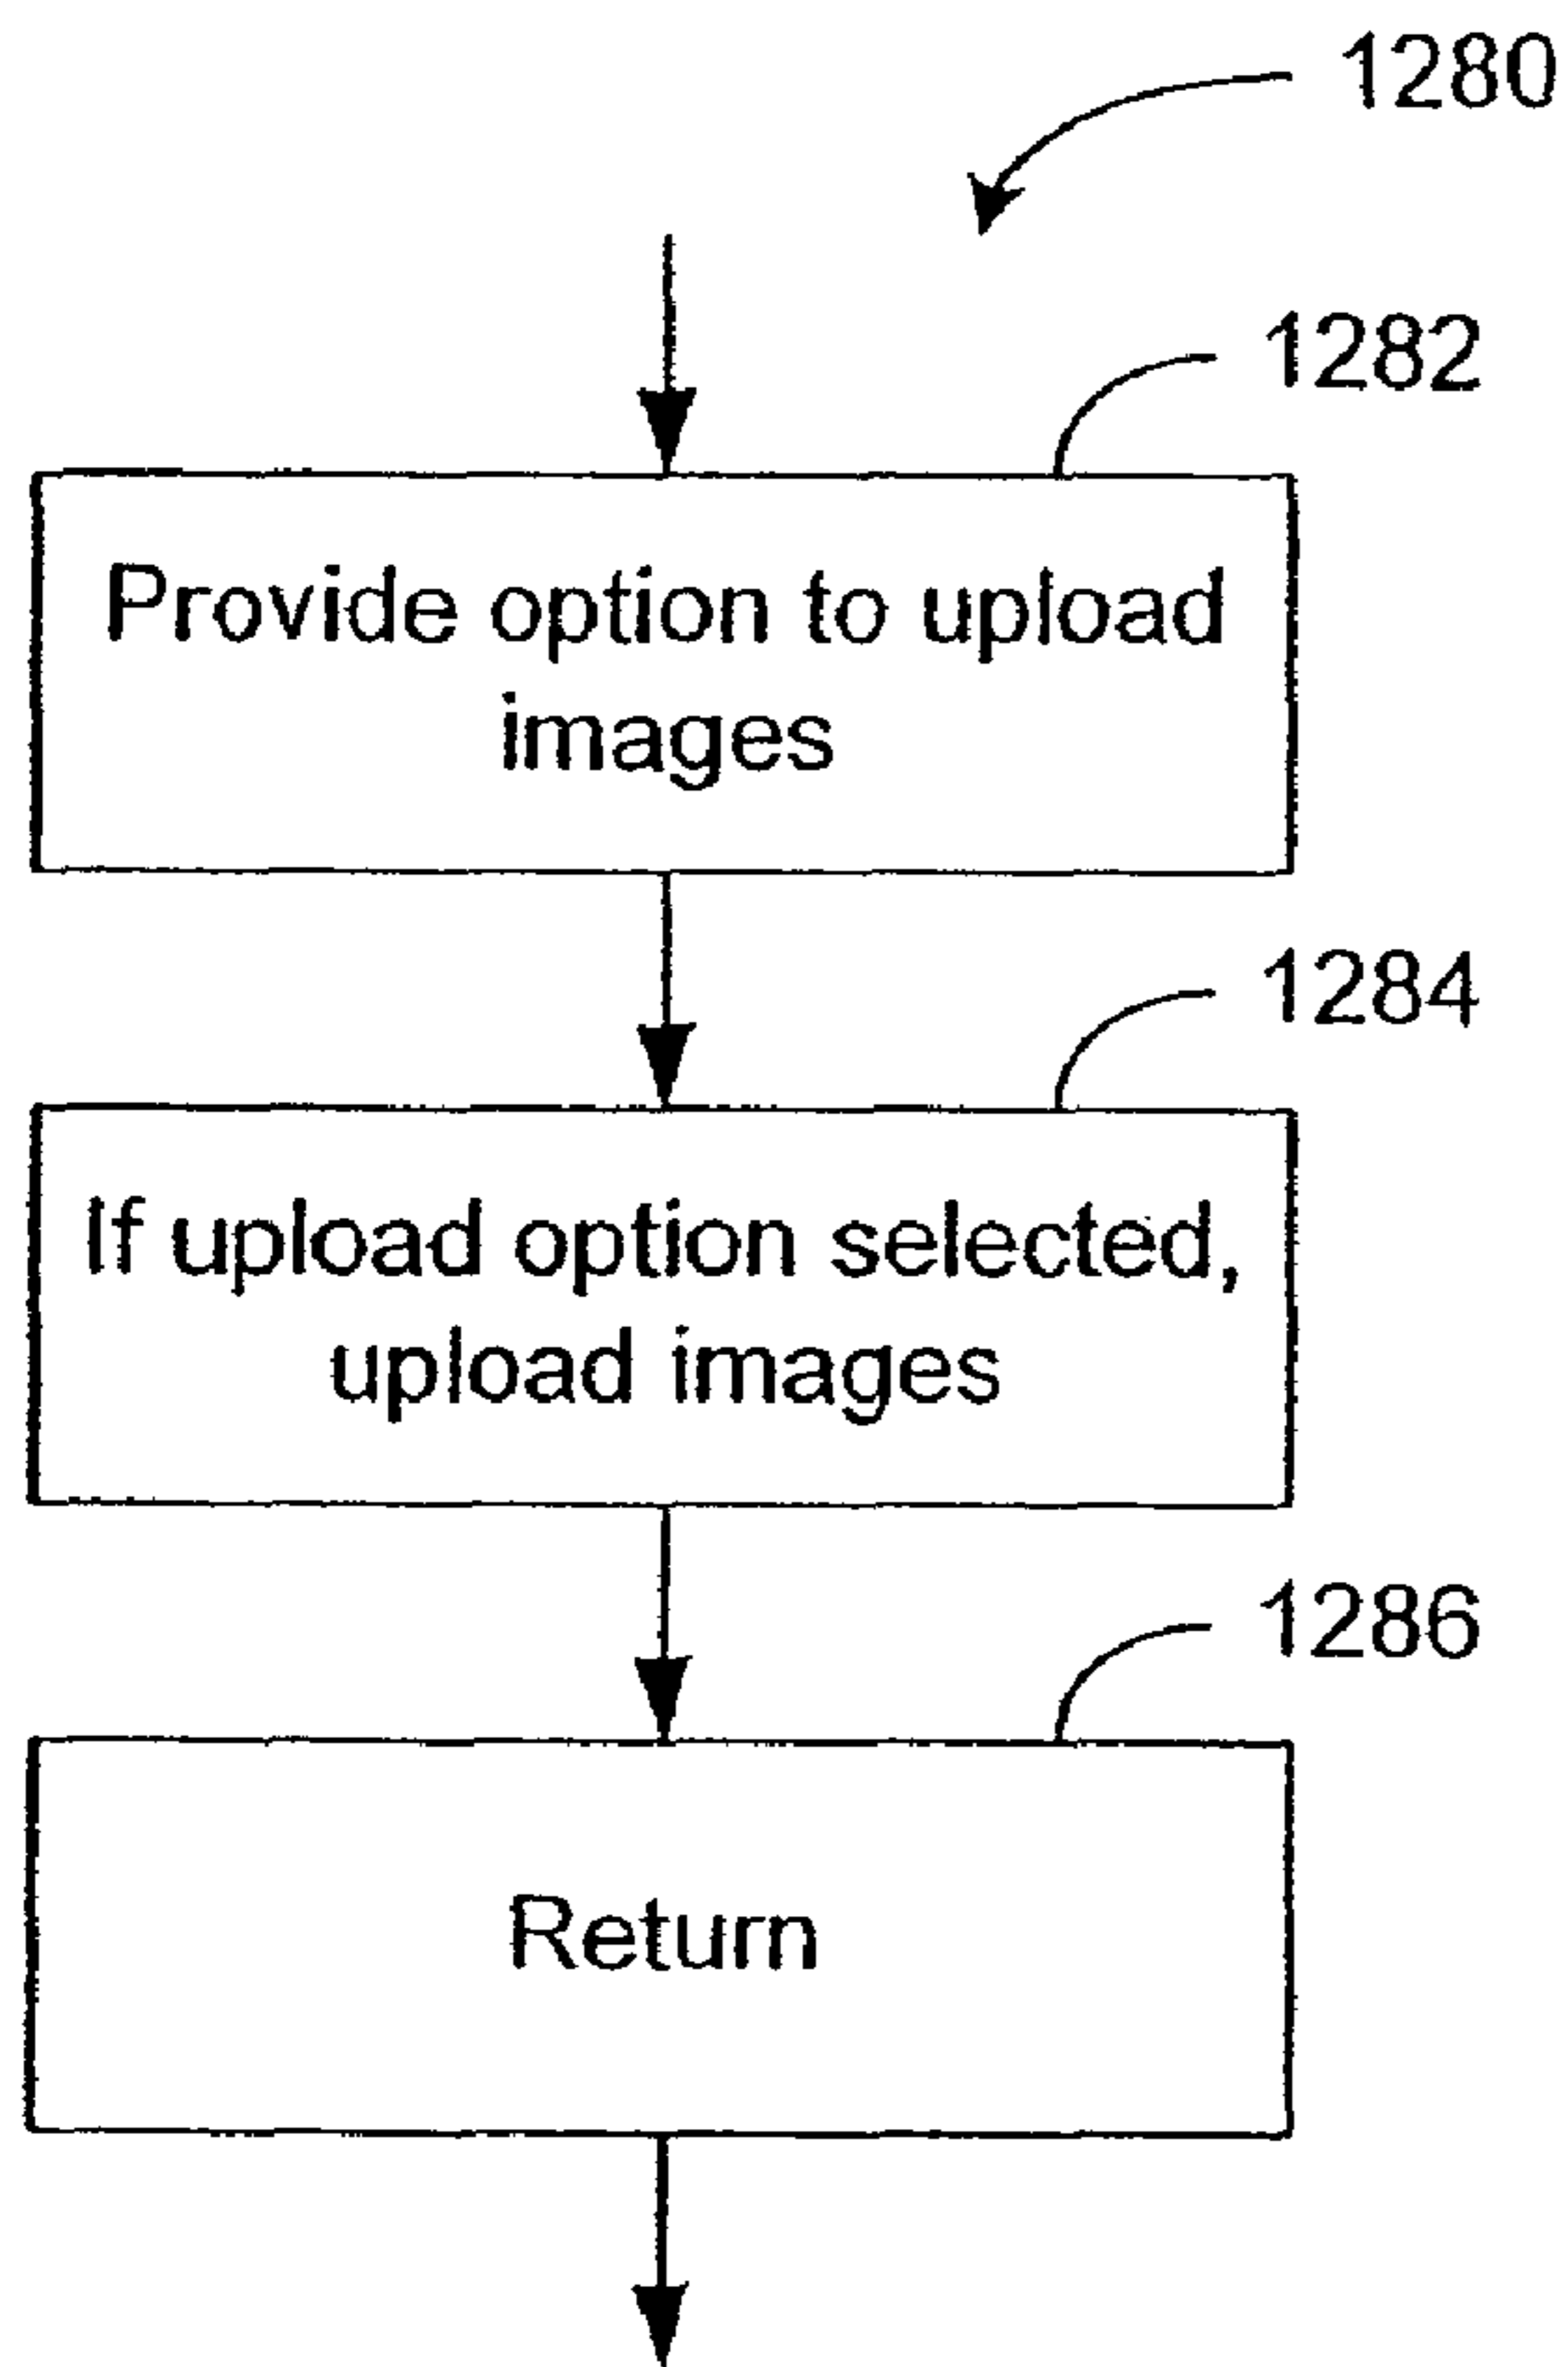 1280
1282
Provide option to upload
images
1284
If upload option selected,
upload images
1286
Return